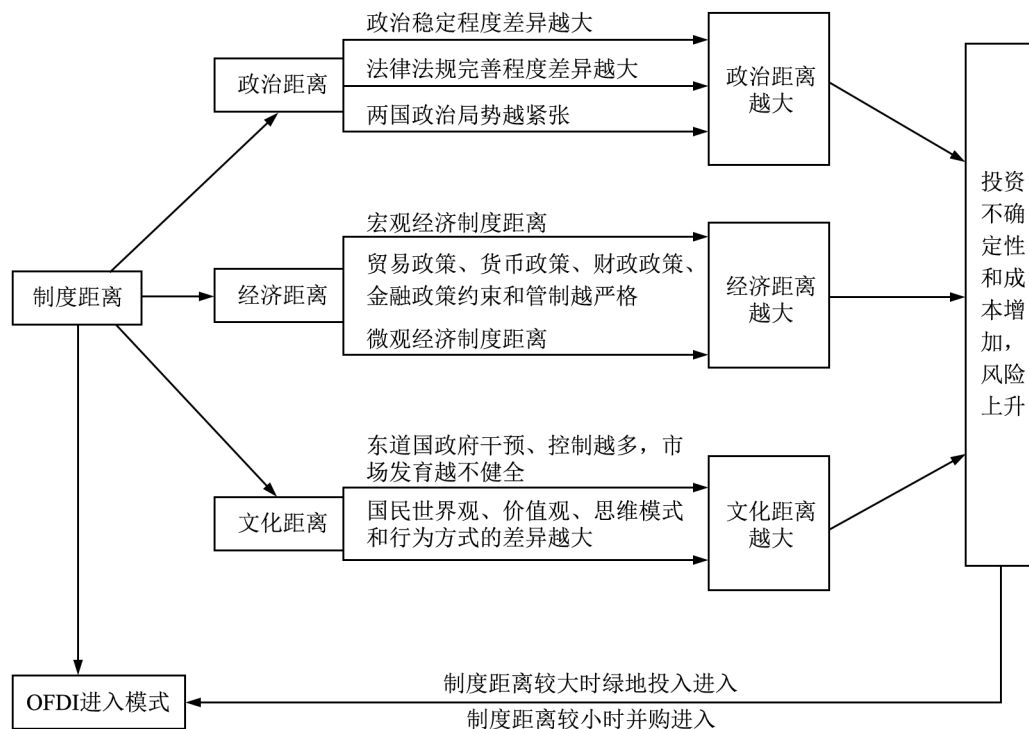 政治稳定程度差异越大
法律法规完善程度差异越大
两国政治局势越紧张
政治距离
政治距离
越大
宏观经济制度距离
贸易政策、货币政策、财政政策、
金融政策约束和管制越严格
微观经济制度距离
制度距离
经济距离
经济距离
越大
投资
不确
定性
和成
本增
加，
风险
上升
东道国政府干预、控制越多，市
场发育越不健全
国民世界观、价值观、思维模式
和行为方式的差异越大
文化距离
文化距离
越大
OFDI进入模式
制度距离较大时绿地投入进入
制度距离较小时并购进入